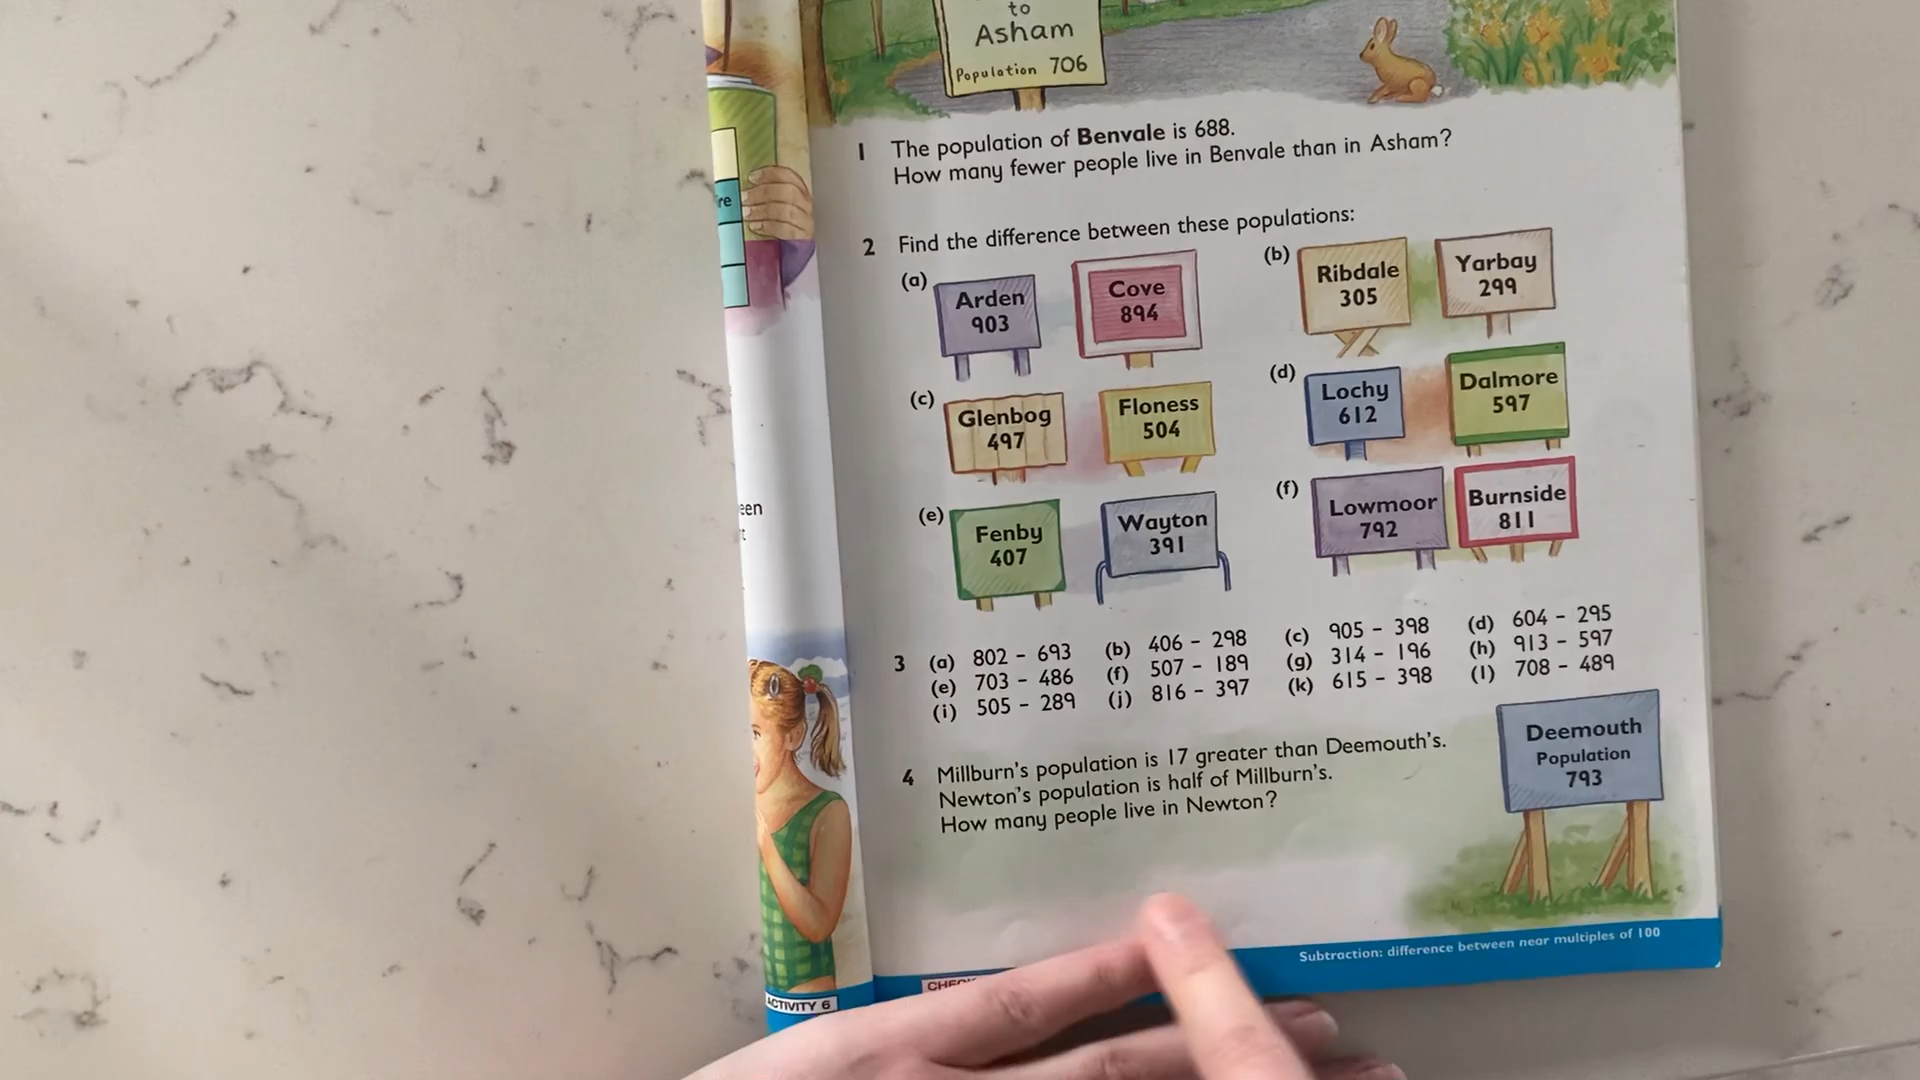 to
Asham
Population 706
1 The population of Benvale is 688.
How many fewer people live in Benvale than in Asham?
2 Find the difference between these populations:
(a) Arden 903 Cove 894
(b) Ribdale 305 Yarbay 299
(c) Glenbog 497 Floness 504
(d) Lochy 612 Dalmore 597
(e) Fenby 407 Wayton 391
(f) Lowmoor 792 Burnside 811
3 (a) 802 - 693 (b) 406 - 298 (c) 905 - 398 (d) 604 - 295
(e) 703 - 486 (f) 507 - 189 (g) 314 - 196 (h) 913 - 597
(i) 505 - 289 (j) 816 - 397 (k) 615 - 398 (l) 708 - 489
4 Millburn's population is 17 greater than Deemouth's.
Newton's population is half of Millburn's.
How many people live in Newton?
Deemouth
Population
793
Subtraction: difference between near multiples of 100
ACTIVITY 6